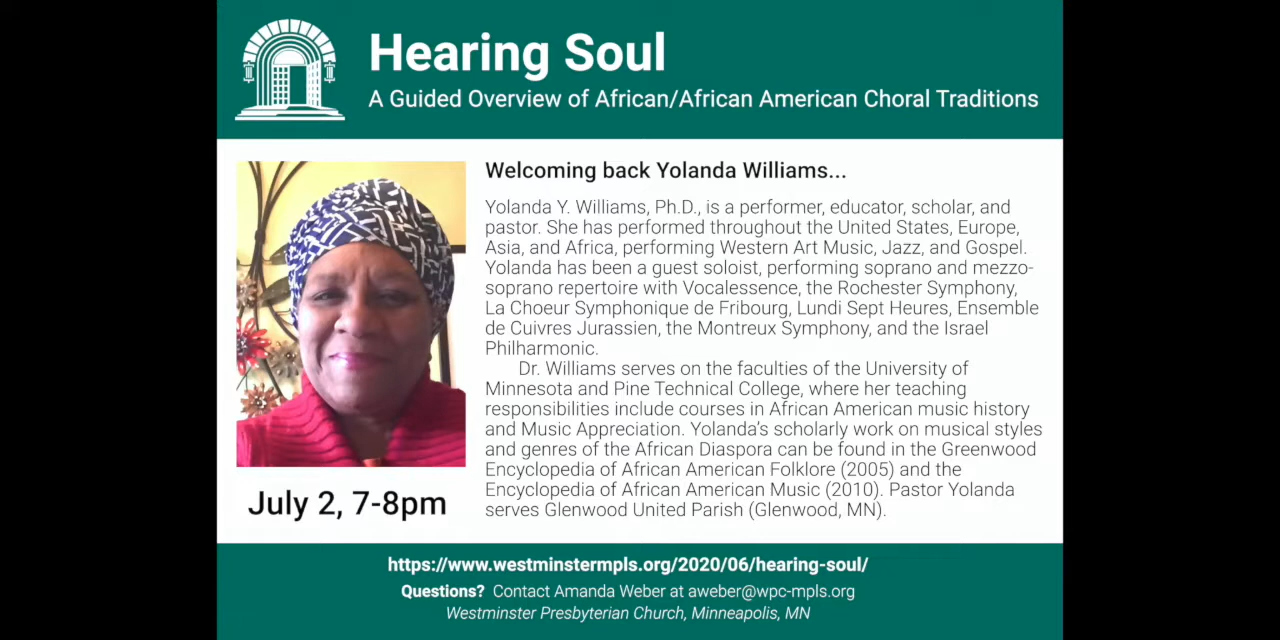 Hearing Soul
A Guided Overview of African/African American Choral Traditions
Welcoming back Yolanda Williams...
Yolanda Y. Williams, Ph.D., is a performer, educator, scholar, and
pastor. She has performed throughout the United States, Europe,
Asia, and Africa, performing Western Art Music, Jazz, and Gospel.
Yolanda has been a guest soloist, performing soprano and mezzo-
soprano repertoire with Vocalessence, the Rochester Symphony,
La Choeur Symphonique de Fribourg, Lundi Sept Heures, Ensemble
de Cuivres Jurassien, the Montreux Symphony, and the Israel
Philharmonic.
Dr. Williams serves on the faculties of the University of
Minnesota and Pine Technical College, where her teaching
responsibilities include courses in African American music history
and Music Appreciation. Yolanda's scholarly work on musical styles
and genres of the African Diaspora can be found in the Greenwood
Encyclopedia of African American Folklore (2005) and the
Encyclopedia of African American Music (2010). Pastor Yolanda
serves Glenwood United Parish (Glenwood, MN).
July 2, 7-8pm
https://www.westminstermpls.org/2020/06/hearing-soul/
Questions? Contact Amanda Weber at aweber@wpc-mpls.org
Westminster Presbyterian Church, Minneapolis, MN